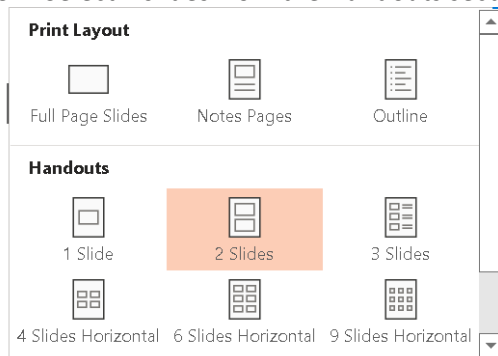 Print Layout
Full Page Slides Notes Pages Outline
Handouts
1 Slide 2 Slides 3 Slides
4 Slides Horizontal 6 Slides Horizontal 9 Slides Horizontal